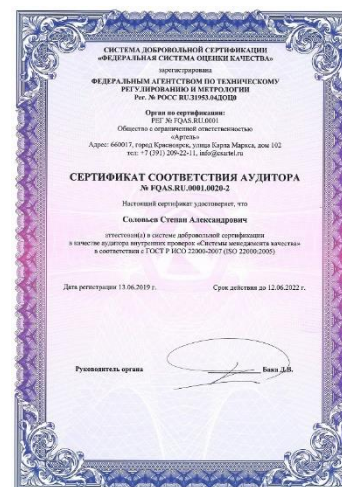 СИСТЕМА ДОБРОВОЛЬНОЙ СЕРТИФИКАЦИИ
«ФЕДЕРАЛЬНАЯ СИСТЕМА ОЦЕНКИ КАЧЕСТВА»
зарегистрирована
ФЕДЕРАЛЬНЫМ АГЕНТСТВОМ ПО ТЕХНИЧЕСКОМУ
РЕГУЛИРОВАНИЮ И МЕТРОЛОГИИ
Рег. № РОСС RU.31953.04ДОЦ0
Орган по сертификации:
РЕГ № FQAS.RU.0001
Общество с ограниченной ответственностью
«Артель»
Адрес: 660017, город Красноярск, улица Карла Маркса, дом 102
тел: +7 (391) 209-22-11, info@exartel.ru
СЕРТИФИКАТ СООТВЕТСТВИЯ АУДИТОРА
№ FQAS.RU.0001.0020-2
Настоящий сертификат удостоверяет, что
Соловьев Степан Александрович
аттестован(а) в системе добровольной сертификации
в качестве аудитора внутренних проверок «Системы менеджмента качества»
в соответствии с ГОСТ Р ИСО 22000-2007 (ISO 22000:2005)
Дата регистрации 13.06.2019 г. Срок действия до 12.06.2022 г.
Руководитель органа Бакы Д.В.